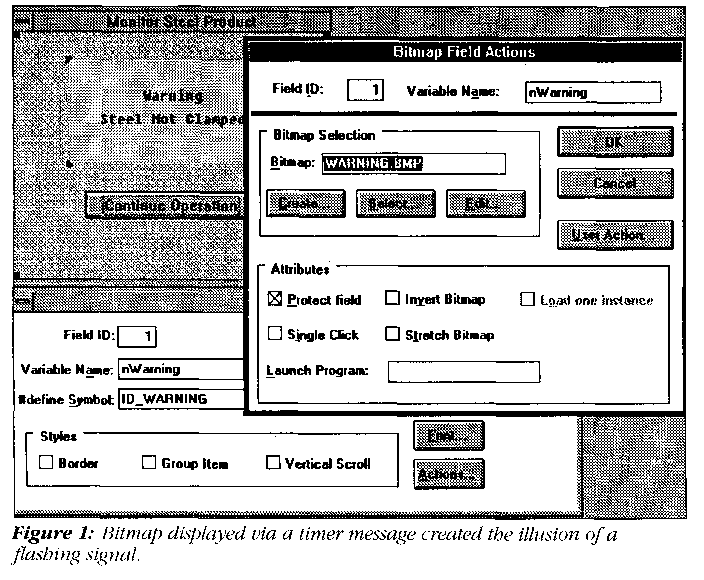 Monitor Steel Product
Warning
Steel Not Clamped
Continue Operation
Bitmap Field Actions
Field ID: 1 Variable Name: nWarning
Bitmap Selection
Bitmap: WARNING.BMP
Create... Select... Edit...
OK
Cancel
User Action...
Attributes
Protect field Invert Bitmap Load one instance
Single Click Stretch Bitmap
Launch Program:
Field ID: 1
Variable Name: nWarning
#define Symbol: ID_WARNING
Styles
Border Group Item Vertical Scroll
Actions...
Figure 1: Bitmap displayed via a timer message created the illusion of a
flashing signal.